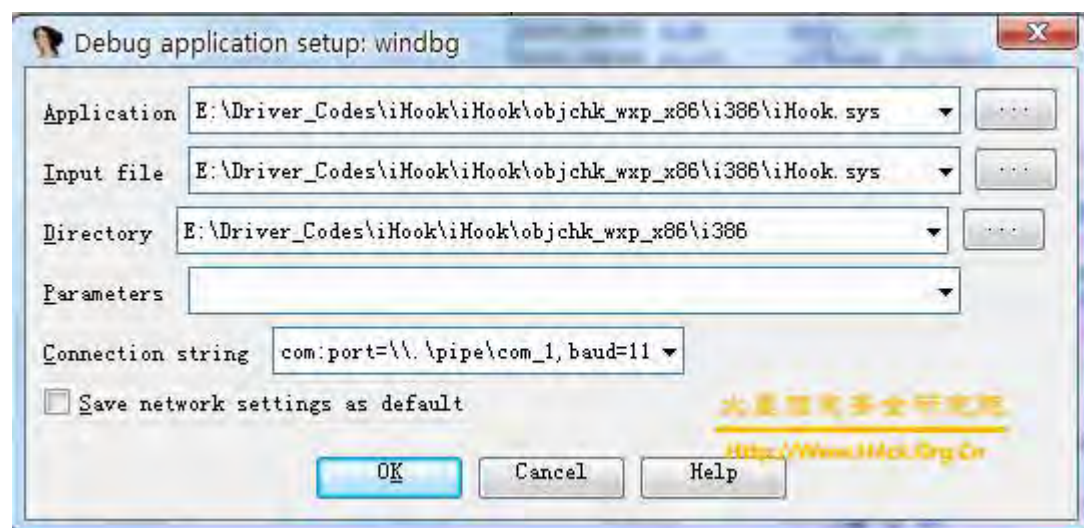 Debug application setup: windbg
Application E:\Driver_Codes\iHook\iHook\objchk_wxp_x86\i386\iHook.sys ...
Input file E:\Driver_Codes\iHook\iHook\objchk_wxp_x86\i386\iHook.sys ...
Directory E:\Driver_Codes\iHook\iHook\objchk_wxp_x86\i386 ...
Parameters
Connection string com:port=\\.\pipe\com_1,baud=11
Save network settings as default
OK Cancel Help